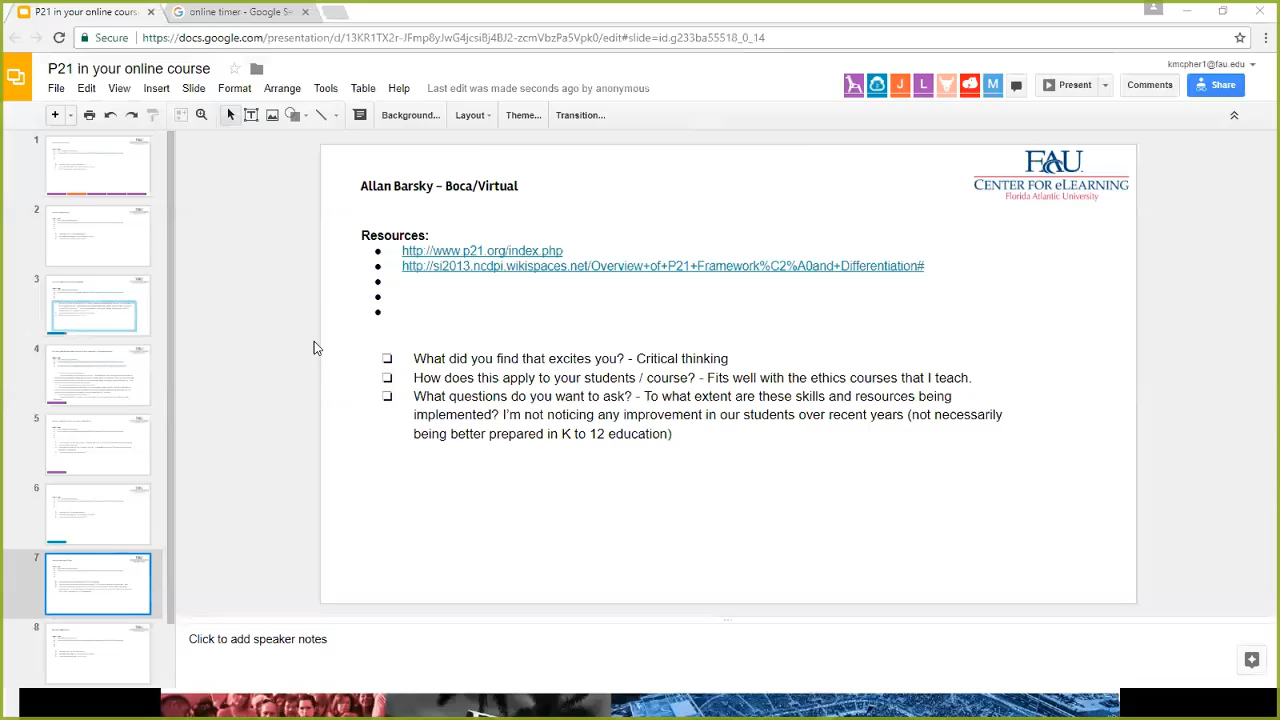 P21 in your online cours
online timer - Google Se
Secure
https://docs.google.com/presentation/d/13KR1TX2r-JFmp8yJwG4rcsiBj4BJ2-zcmVbzPa5Vpk0/edit#slide=id.g233ba55518_0_14
kmcpher1@fau.edu
P21 in your online course
File Edit View Insert Slide Format Tools Table Help Last edit was made seconds ago by anonymous
J L M Present Comments Share
Background... Layout Theme... Transition...
1
2
3
4
5
6
7
8
FAU
CENTER FOR eLEARNING
Florida Atlantic University
Allan Barsky – Boca/Virtual
Resources:
http://www.p21.org/index.php
http://si2013.ncdpi.wikispaces.net/Overview+of+P21+Framework%C2%A0and+Differentiation#
What did you find that excites you? - Critical thinking
How does this apply to your students / course? - Fits well with the ethics courses that I teach.
What questions do you want to ask? - To what extent are these skills and resources being
implemented? I'm not noticing any improvement in our students over recent years (not necessarily
being better prepared in K to 12 education)
Click to add speaker notes